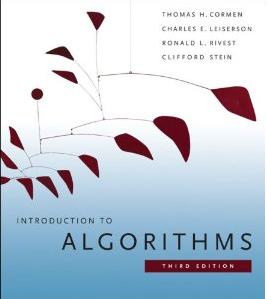 THOMAS H. CORMEN
CHARLES E. LEISERSON
RONALD L. RIVEST
CLIFFORD STEIN
INTRODUCTION TO
ALGORITHMS
THIRD EDITION